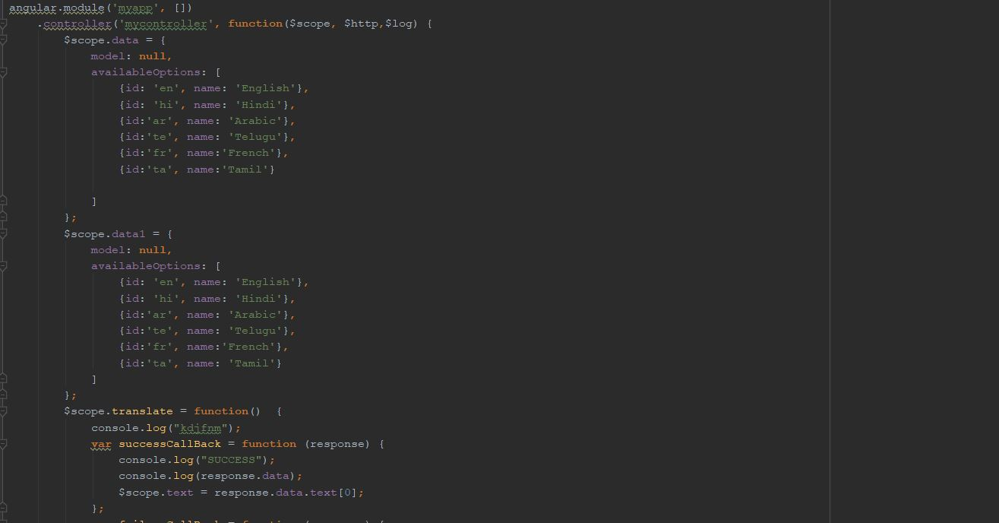 angular.module('myapp', [])
.controller('mycontroller', function($scope, $http,$log) {
$scope.data = {
model: null,
availableOptions: [
{id: 'en', name: 'English'},
{id: 'hi', name: 'Hindi'},
{id:'ar', name: 'Arabic'},
{id:'te', name: 'Telugu'},
{id:'fr', name:'French'},
{id:'ta', name:'Tamil'}
]
};
$scope.data1 = {
model: null,
availableOptions: [
{id: 'en', name: 'English'},
{id: 'hi', name: 'Hindi'},
{id:'ar', name: 'Arabic'},
{id:'te', name: 'Telugu'},
{id:'fr', name:'French'},
{id:'ta', name: 'Tamil'}
]
};
$scope.translate = function()  {
console.log("kdjfnm");
var successCallBack = function (response) {
console.log("SUCCESS");
console.log(response.data);
$scope.text = response.data.text[0];
};